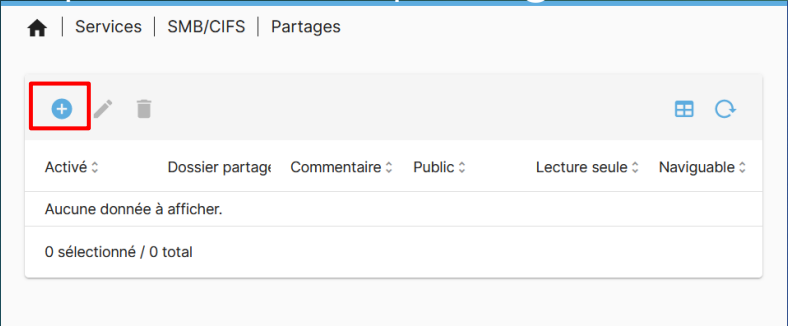 Services | SMB/CIFS | Partages
Activé Dossier partagé Commentaire Public Lecture seule Naviguable
Aucune donnée à afficher.
0 sélectionné / 0 total